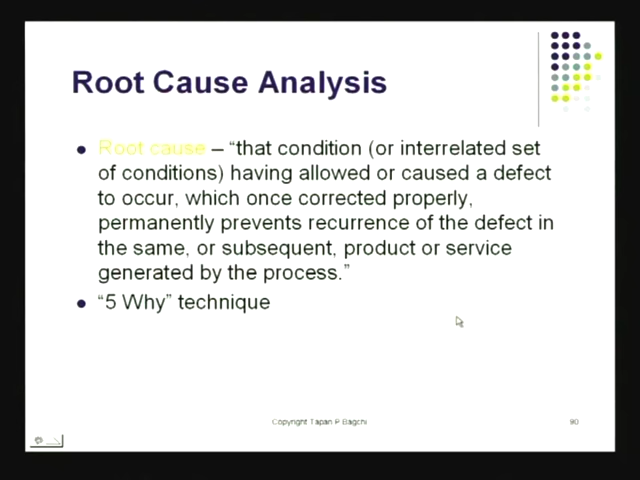 Root Cause Analysis
● Root cause – “that condition (or interrelated set
of conditions) having allowed or caused a defect
to occur, which once corrected properly,
permanently prevents recurrence of the defect in
the same, or subsequent, product or service
generated by the process.”
● “5 Why” technique
Copyright Tapan P Bagchi
90